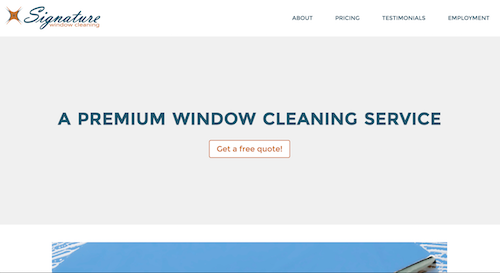 Signature
window cleaning
ABOUT PRICING TESTIMONIALS EMPLOYMENT
A PREMIUM WINDOW CLEANING SERVICE
Get a free quote!